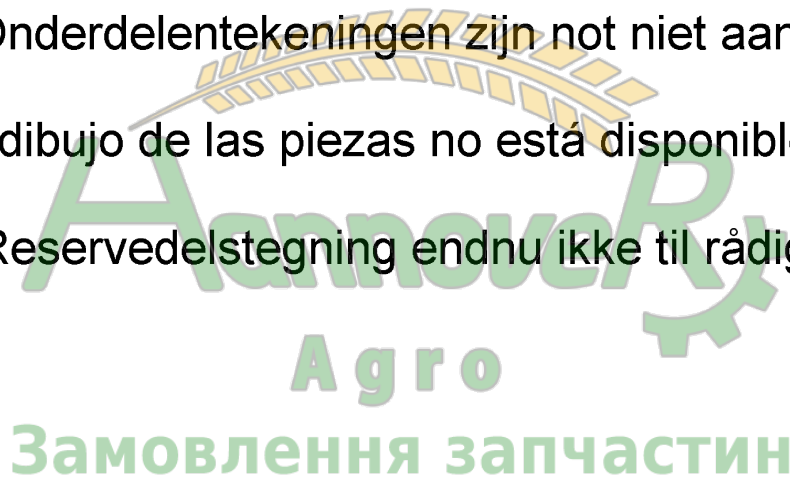 Onderdelentekeningen zijn not niet aan
dibujo de las piezas no está disponible
Reservedelstegning endnu ikke til rådig
HannoveR
Agro
Замовлення запчастин